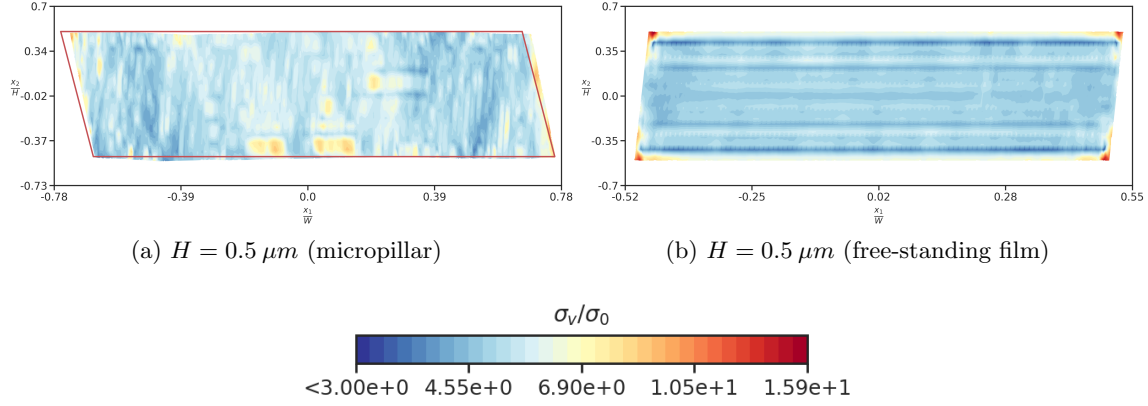 0.7
0.34
-0.02
-0.37
-0.73
x₂/H
-0.78 -0.39 0.0 0.39 0.78
x₁/W
(a) H = 0.5 μm (micropillar)
0.7
0.35
0.0
-0.37
-0.7
x₂/H
-0.52 -0.25 0.02 0.28 0.55
x₁/W
(b) H = 0.5 μm (free-standing film)
σᵥ/σ₀
<3.00e+0 4.55e+0 6.90e+0 1.05e+1 1.59e+1